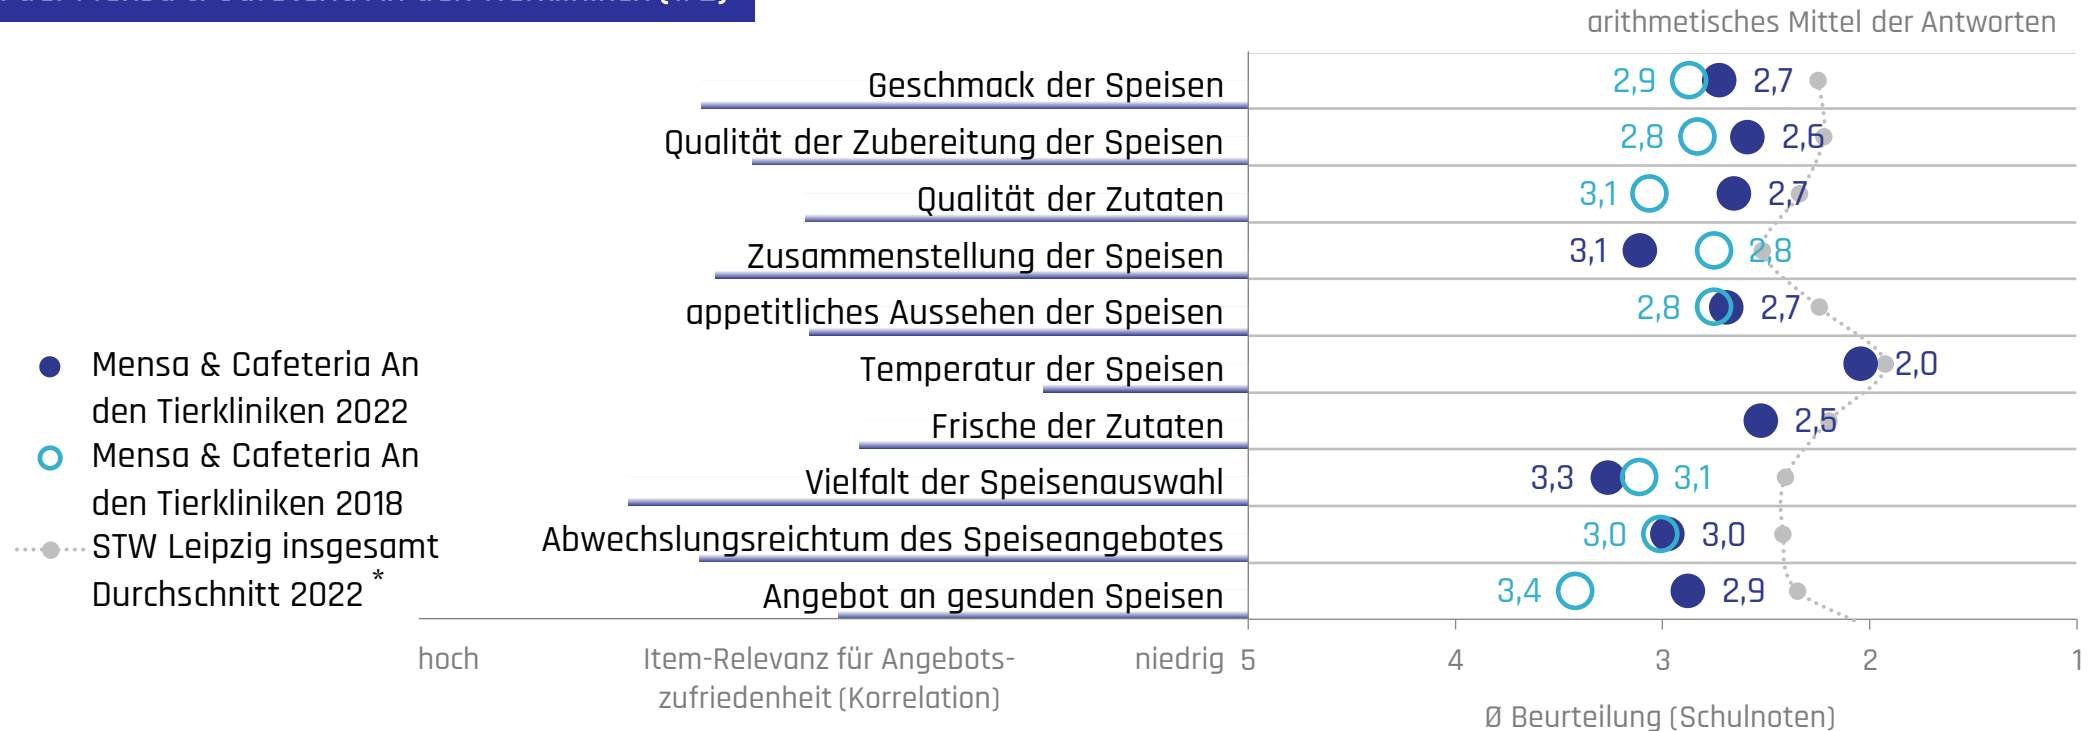 arithmetisches Mittel der Antworten
Geschmack der Speisen 2,9 2,7
Qualität der Zubereitung der Speisen 2,8 2,6
Qualität der Zutaten 3,1 2,7
Zusammenstellung der Speisen 3,1 2,8
appetitliches Aussehen der Speisen 2,8 2,7
Temperatur der Speisen 2,0
Frische der Zutaten 2,5
Vielfalt der Speisenauswahl 3,3 3,1
Abwechslungsreichtum des Speiseangebotes 3,0 3,0
Angebot an gesunden Speisen 3,4 2,9
Mensa & Cafeteria An
den Tierkliniken 2022
Mensa & Cafeteria An
den Tierkliniken 2018
STW Leipzig insgesamt
Durchschnitt 2022 *
hoch Item-Relevanz für Angebots- niedrig 5 4 3 2 1
zufriedenheit (Korrelation)
Ø Beurteilung (Schulnoten)